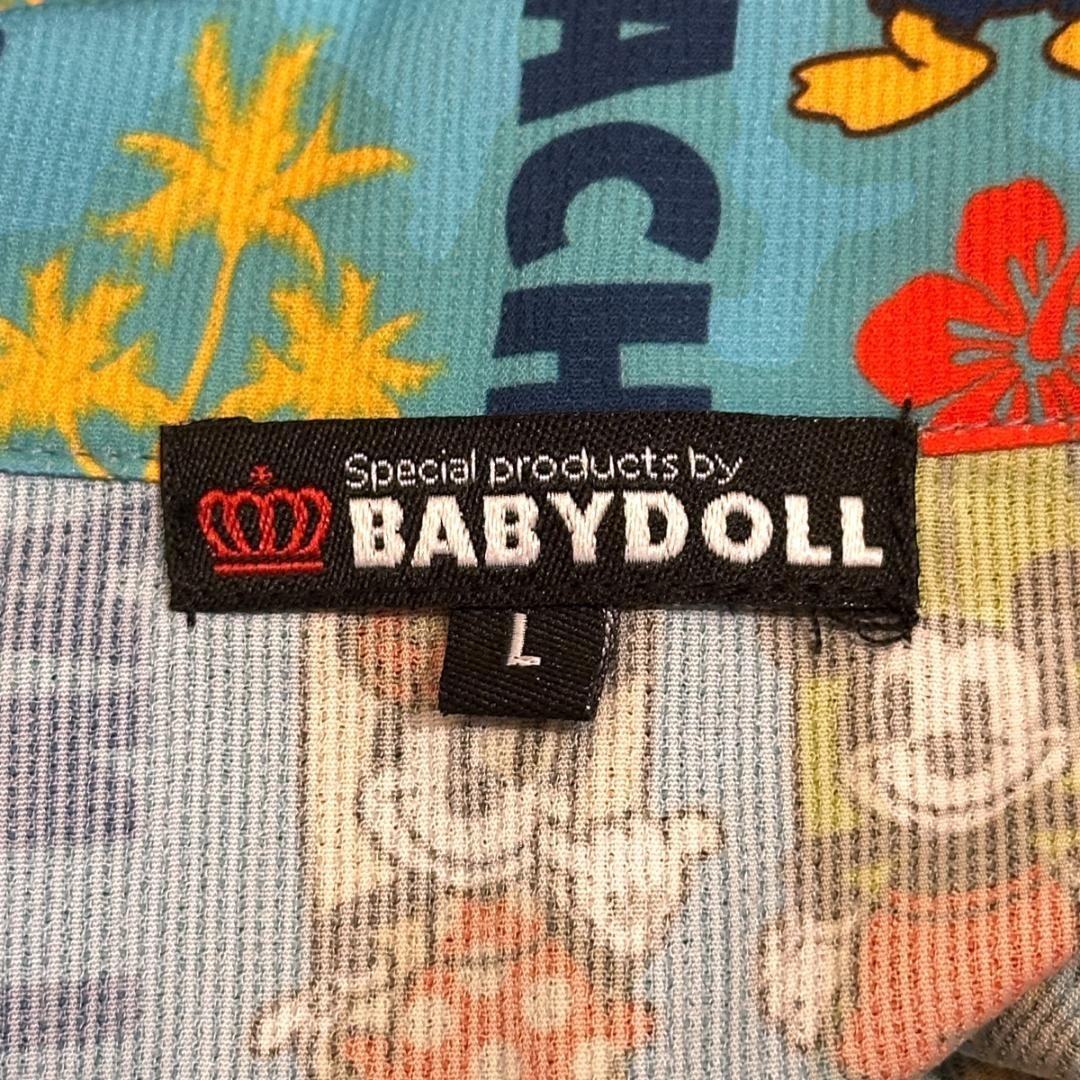 ACH
Special products by
BABYDOLL
L